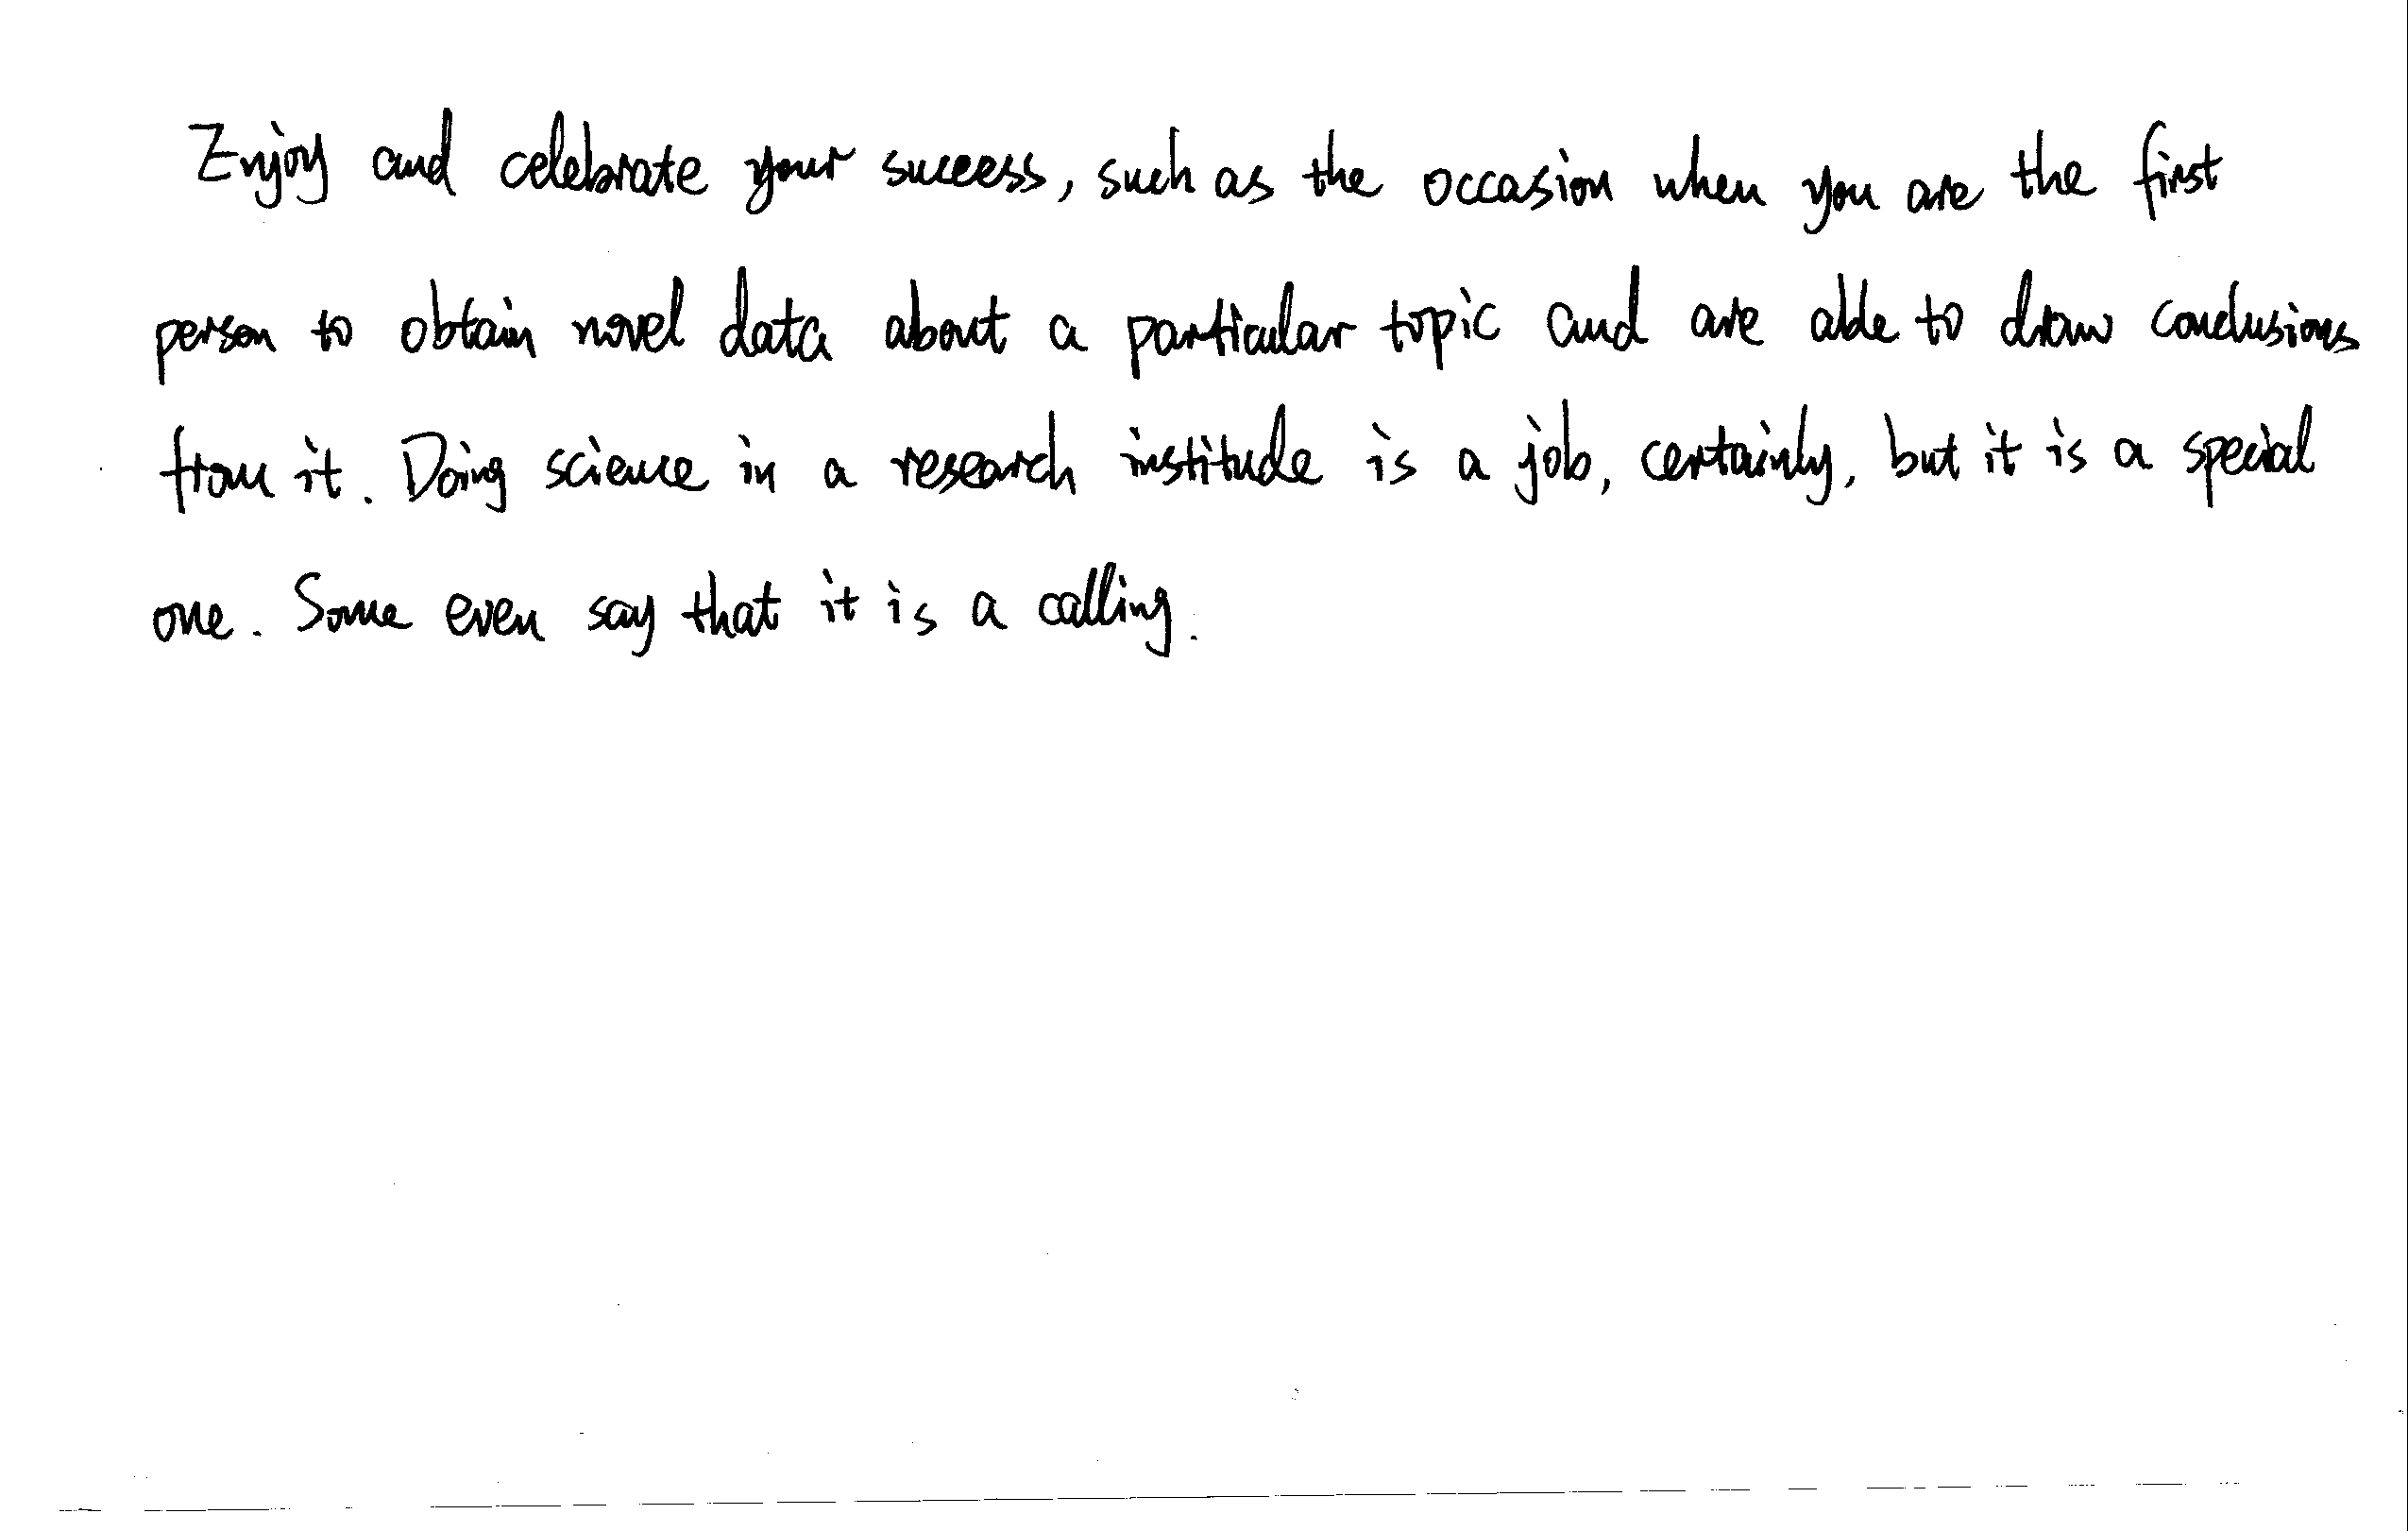 Enjoy and celebrate your success, such as the occasion when you are the first
person to obtain novel data about a particular topic and are able to draw conclusions
from it. Doing science in a research institude is a job, certainly, but it is a special
one. Some even say that it is a calling.